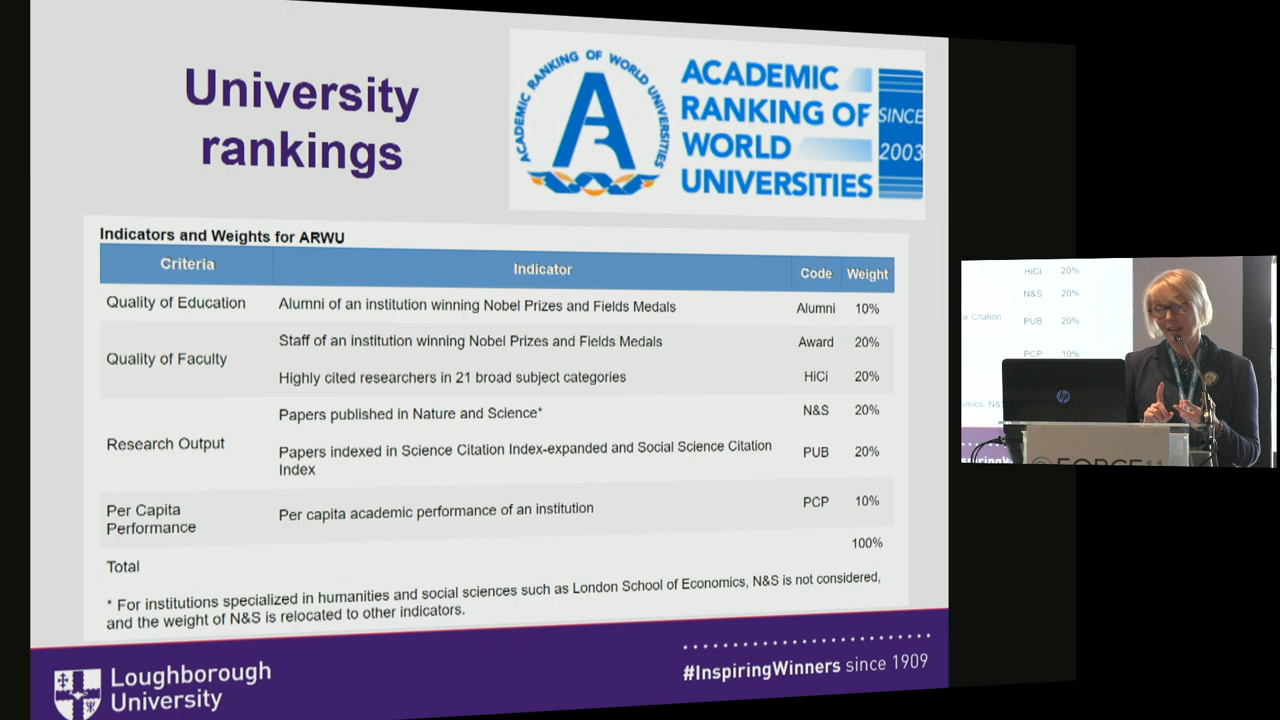 University
rankings
ACADEMIC RANKING OF WORLD UNIVERSITIES
ACADEMIC
RANKING OF
WORLD
UNIVERSITIES
SINCE
2003
Indicators and Weights for ARWU
Criteria Indicator Code Weight
Quality of Education Alumni of an institution winning Nobel Prizes and Fields Medals Alumni 10%
Quality of Faculty
Staff of an institution winning Nobel Prizes and Fields Medals Award 20%
Highly cited researchers in 21 broad subject categories HiCi 20%
Research Output
Papers published in Nature and Science* N&S 20%
Papers indexed in Science Citation Index-expanded and Social Science Citation
Index
PUB 20%
Per Capita
Performance
Per capita academic performance of an institution PCP 10%
Total 100%
* For institutions specialized in humanities and social sciences such as London School of Economics, N&S is not considered,
and the weight of N&S is relocated to other indicators.
Loughborough
University
#InspiringWinners since 1909
HiCi 20%
N&S 20%
Citation PUB 20%
PCP 10%
hp
FORCE11